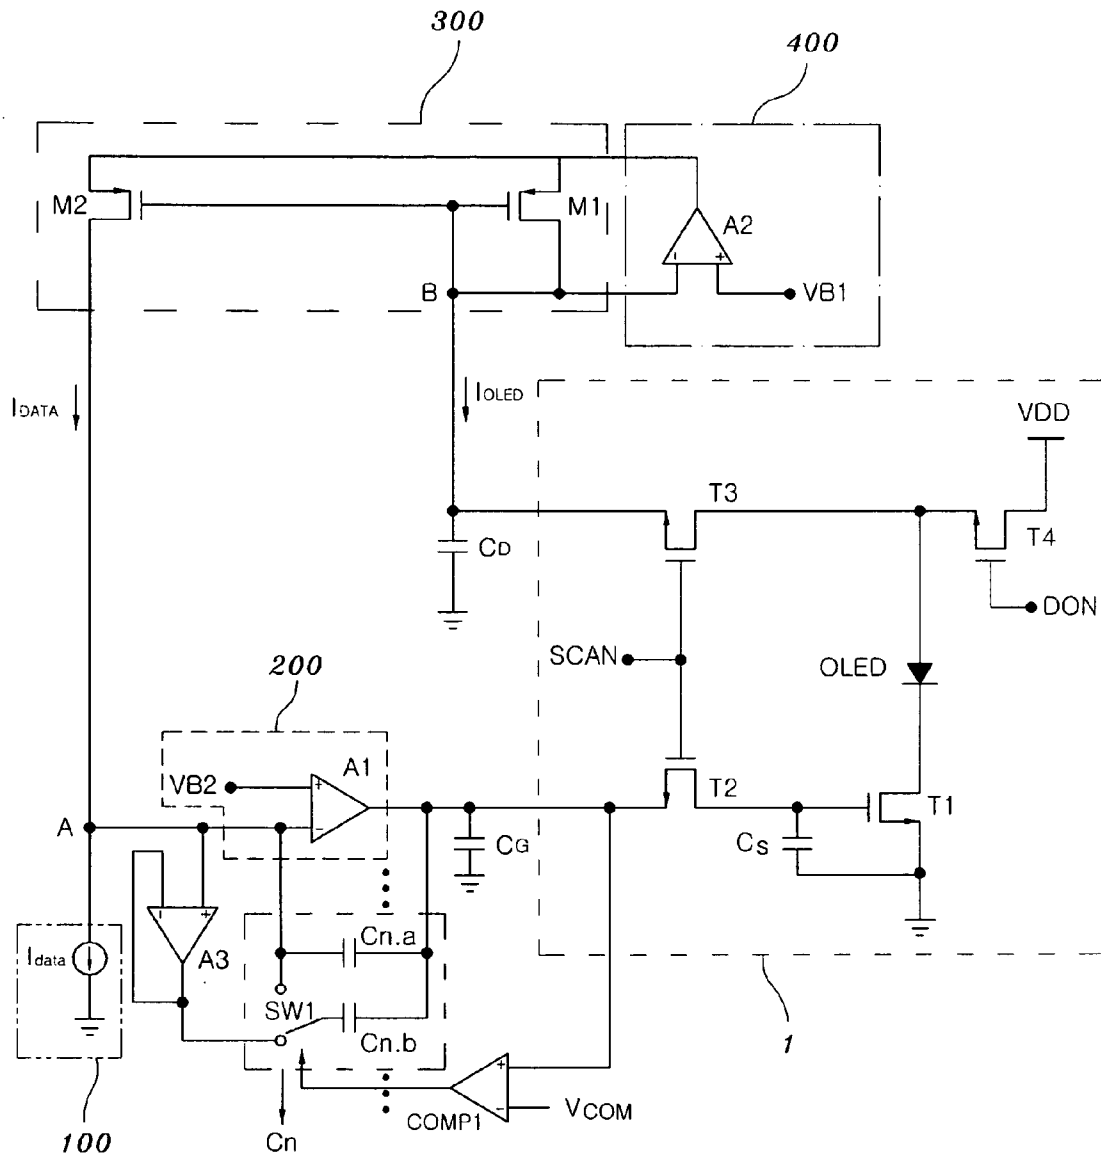 300
400
M2
M1
A2
- +
B
VB1
IDATA
IOLED
VDD
T3
CD
T4
DON
SCAN
OLED
200
VB2
A1
+
T2
T1
A
-
CG
CS
- +
Cn.a
Idata
A3
SW1
Cn.b
1
+
COMP1
-
VCOM
100
Cn